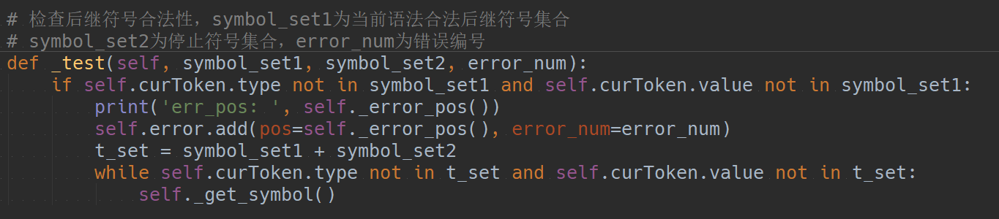 # 检查后继符号合法性，symbol_set1为当前语法合法后继符号集合
# symbol_set2为停止符号集合，error_num为错误编号
def _test(self, symbol_set1, symbol_set2, error_num):
    if self.curToken.type not in symbol_set1 and self.curToken.value not in symbol_set1:
        print('err_pos: ', self._error_pos())
        self.error.add(pos=self._error_pos(), error_num=error_num)
        t_set = symbol_set1 + symbol_set2
        while self.curToken.type not in t_set and self.curToken.value not in t_set:
            self._get_symbol()